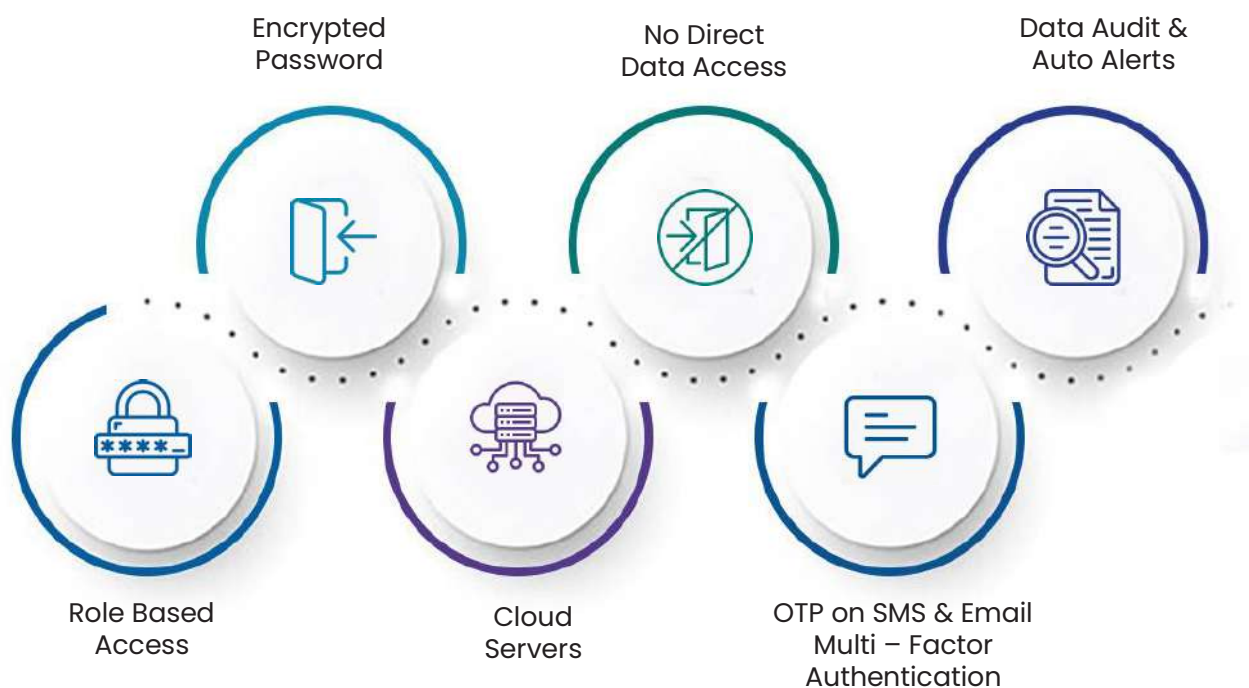 Encrypted
Password
No Direct
Data Access
Data Audit &
Auto Alerts
****_
Role Based
Access
Cloud
Servers
OTP on SMS & Email
Multi – Factor
Authentication